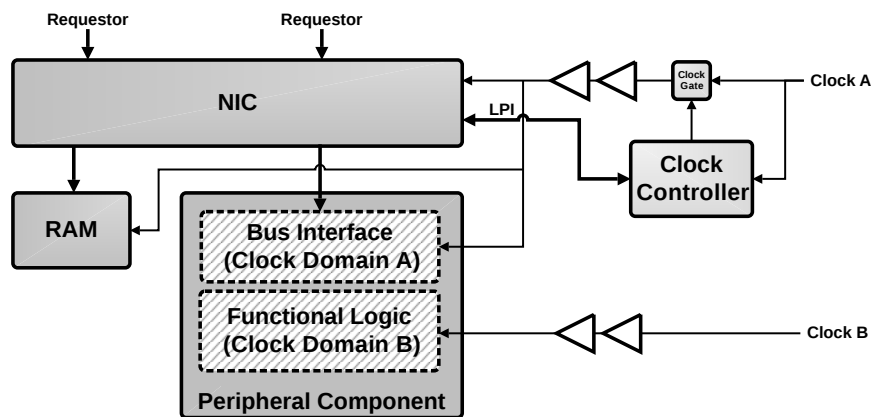 Requestor
Requestor
NIC
LPI
Clock
Gate
Clock A
Clock
Controller
RAM
Bus Interface
(Clock Domain A)
Functional Logic
(Clock Domain B)
Clock B
Peripheral Component